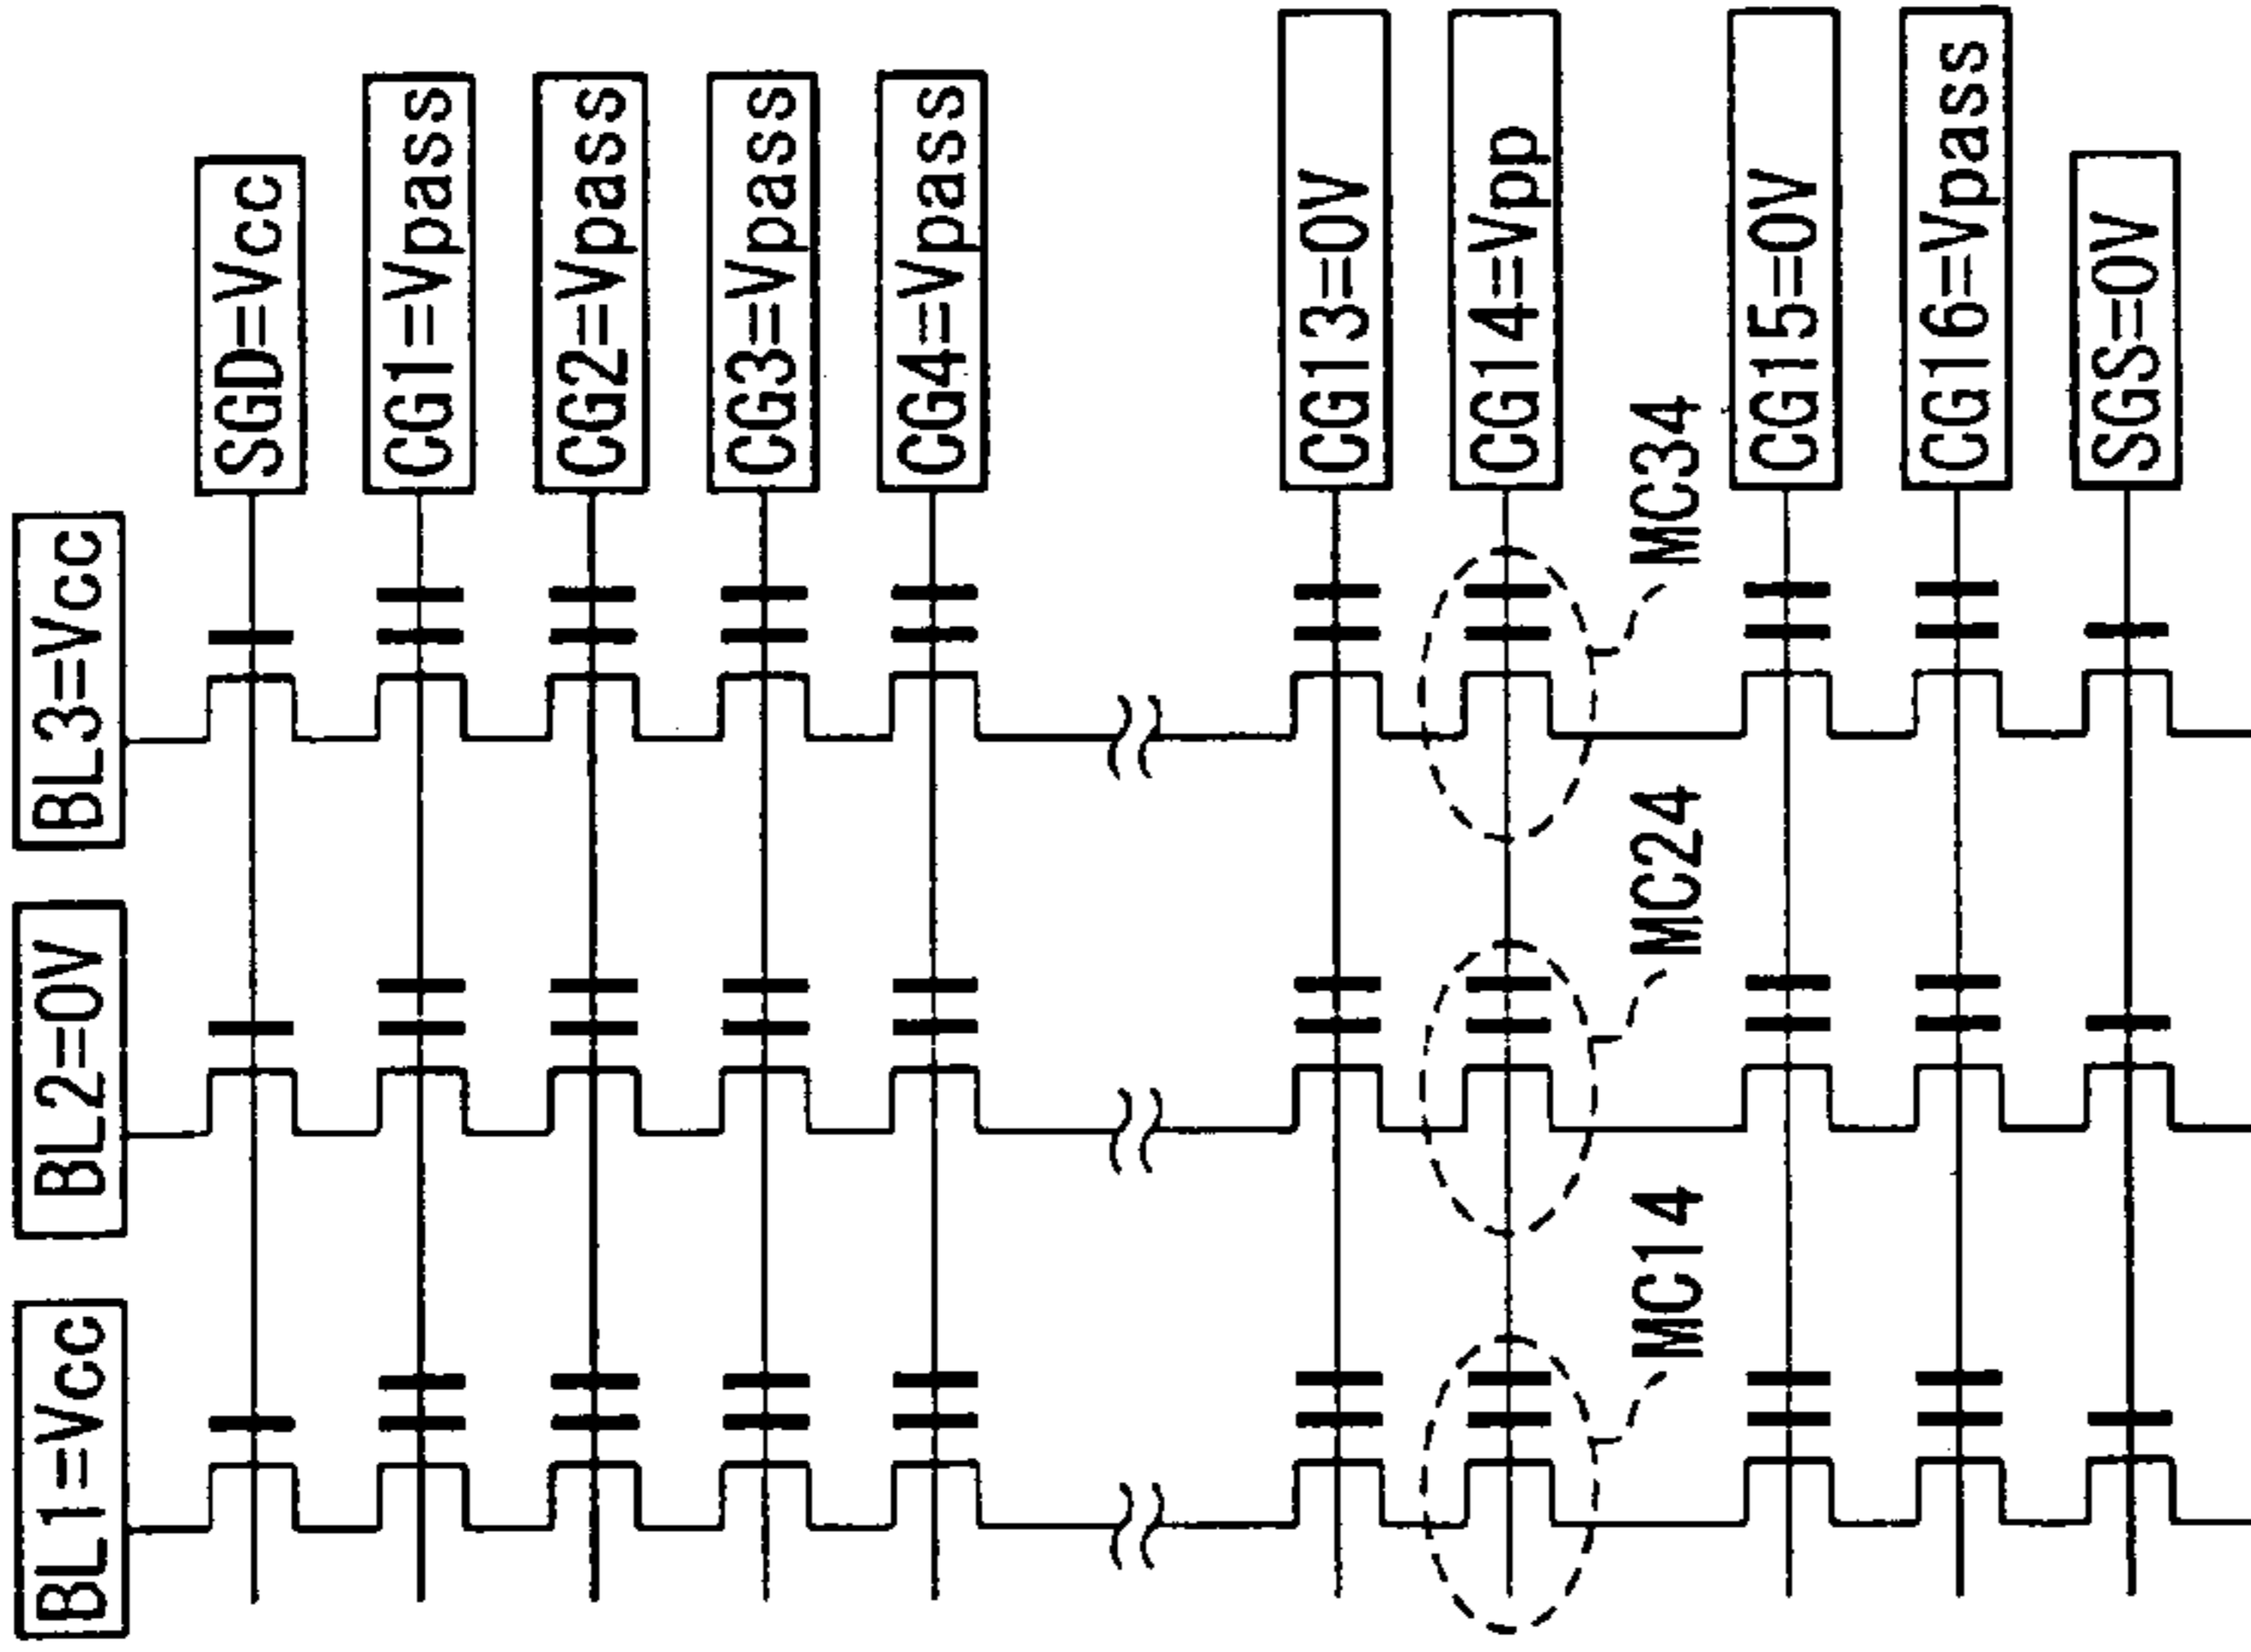 BL1=Vcc
BL2=0V
BL3=Vcc
SGD=Vcc
CG1=Vpass
CG2=Vpass
CG3=Vpass
CG4=Vpass
CG13=0V
CG14=Vpp
MC14
MC24
MC34
CG15=0V
CG16=Vpass
SGS=0V